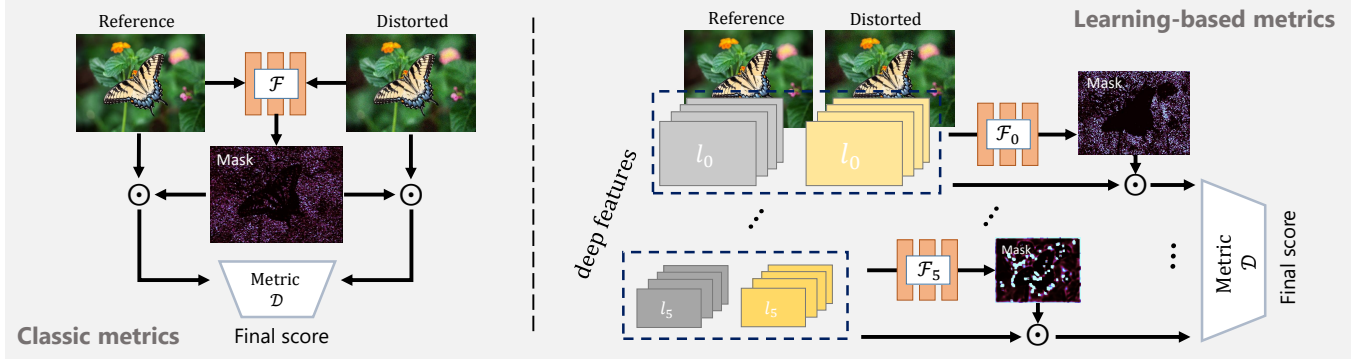 Reference
Distorted
ℱ
Mask
⊙
⊙
Metric
𝒟
Final score
Classic metrics
Learning-based metrics
Reference
Distorted
l₀
l₀
ℱ₀
Mask
⊙
deep features
...
...
...
l₅
l₅
ℱ₅
Mask
⊙
Metric
𝒟
Final score